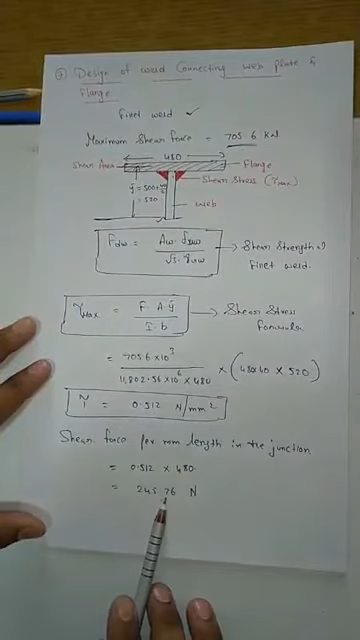 ⑦ Design of weld Connecting web plate &
Flange
Fillet weld ✓
Maximum Shear force = 705.6 KN
480
Shear Area
Flange
Shear Stress (τmax)
ȳ = 500+40/2
= 520
web
Fdw = Aw · fuw / √3 · γmw → Shear Strength of
Fillet weld.
τmax = F · A ȳ / I · b → Shear Stress
formula
= 705.6 × 10³ / 11,802.56 × 10⁶ × 480 × (480 × 40 × 520)
τ = 0.512 N/mm²
Shear force per mm length in the junction
= 0.512 × 480
= 245.76 N